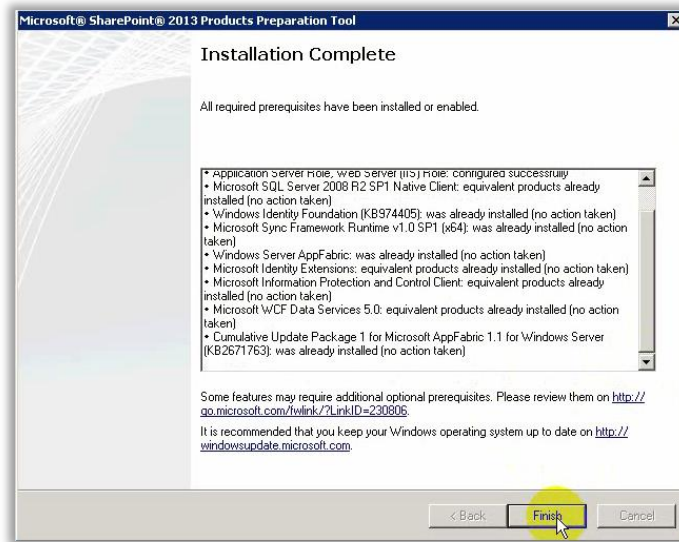 Microsoft® SharePoint® 2013 Products Preparation Tool
Installation Complete
All required prerequisites have been installed or enabled.
• Application Server Role, Web Server (IIS) Role: configured successfully
• Microsoft SQL Server 2008 R2 SP1 Native Client: equivalent products already
installed (no action taken)
• Windows Identity Foundation (KB974405): was already installed (no action taken)
• Microsoft Sync Framework Runtime v1.0 SP1 (x64): was already installed (no action
taken)
• Windows Server AppFabric: was already installed (no action taken)
• Microsoft Identity Extensions: equivalent products already installed (no action taken)
• Microsoft Information Protection and Control Client: equivalent products already
installed (no action taken)
• Microsoft WCF Data Services 5.0: equivalent products already installed (no action
taken)
• Cumulative Update Package 1 for Microsoft AppFabric 1.1 for Windows Server
(KB2671763): was already installed (no action taken)
Some features may require additional optional prerequisites. Please review them on http://
go.microsoft.com/fwlink/?LinkID=230806.
It is recommended that you keep your Windows operating system up to date on http://
windowsupdate.microsoft.com.
< Back
Finish
Cancel